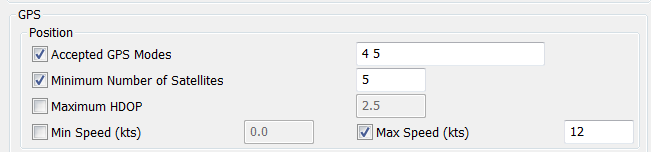 GPS
Position
Accepted GPS Modes 4 5
Minimum Number of Satellites 5
Maximum HDOP 2.5
Min Speed (kts) 0.0 Max Speed (kts) 12